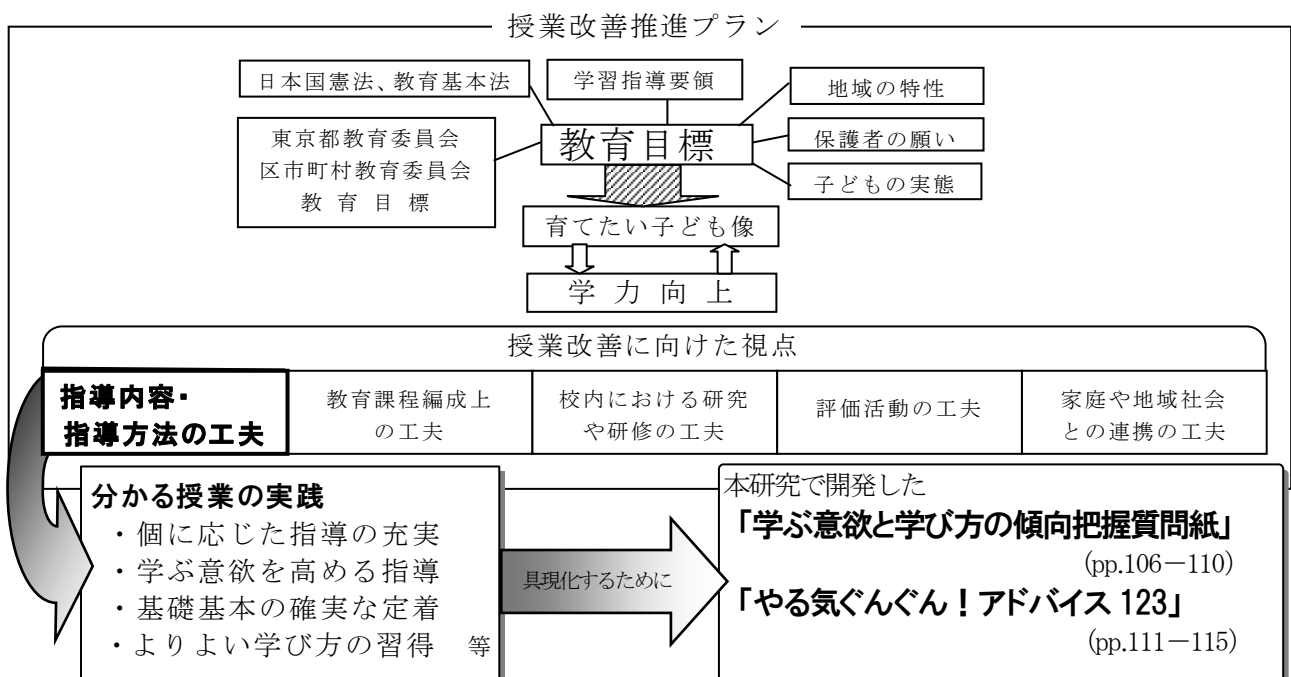 授業改善推進プラン
日本国憲法、教育基本法
学習指導要領
地域の特性
東京都教育委員会
区市町村教育委員会
教育目標
教育目標
保護者の願い
子どもの実態
育てたい子ども像
学力向上
授業改善に向けた視点
指導内容・
指導方法の工夫
教育課程編成上
の工夫
校内における研究
や研修の工夫
評価活動の工夫
家庭や地域社会
との連携の工夫
分かる授業の実践
・個に応じた指導の充実
・学ぶ意欲を高める指導
・基礎基本の確実な定着
・よりよい学び方の習得 等
具現化するために
本研究で開発した
「学ぶ意欲と学び方の傾向把握質問紙」
(pp.106－110)
「やる気ぐんぐん！アドバイス 123」
(pp.111－115)